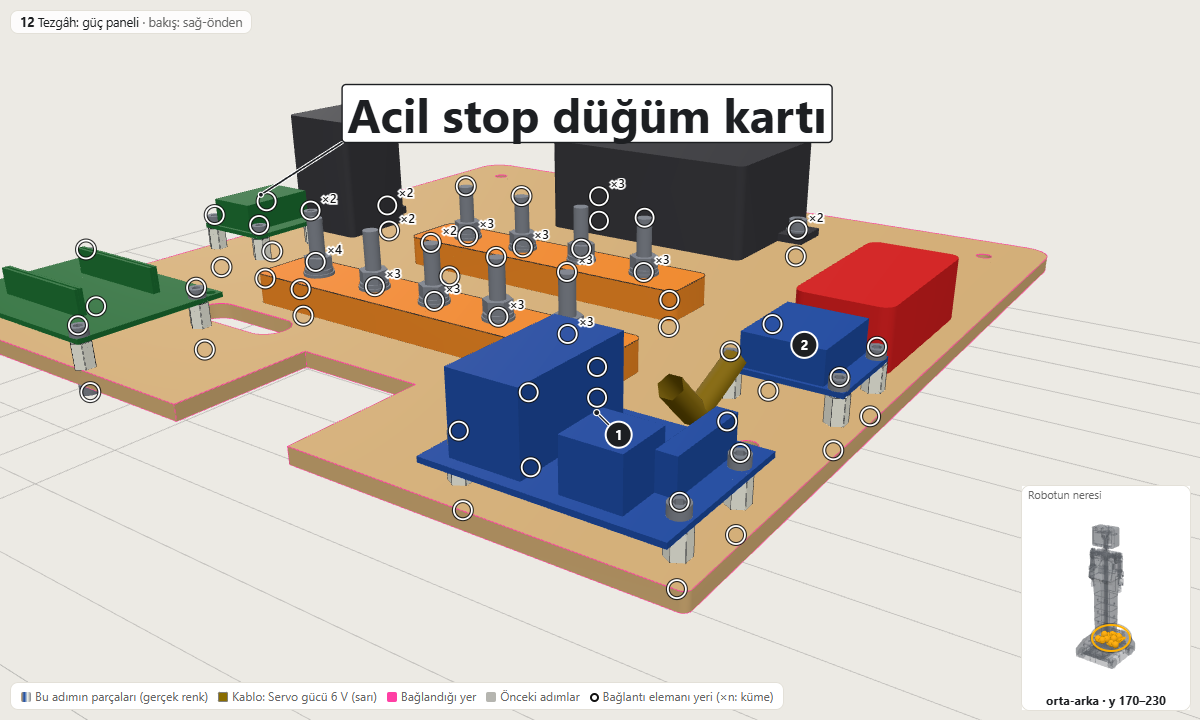 12 Tezgâh: güç paneli · bakış: sağ-önden
Acil stop düğüm kartı
×2
×2
×2
×3
×3
×2
×3
×4
×3
×3
×3
×3
×3
×3
×2
2
1
Robotun neresi
orta-arka · y 170–230
Bu adımın parçaları (gerçek renk)
Kablo: Servo gücü 6 V (sarı)
Bağlandığı yer
Önceki adımlar
Bağlantı elemanı yeri (×n: küme)